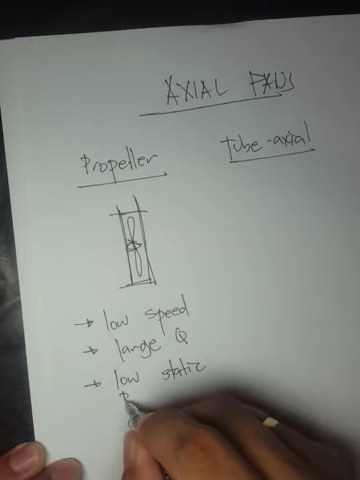 AXIAL FANS
Propeller
tube-axial
→ low speed
→ large Q
→ low static
P